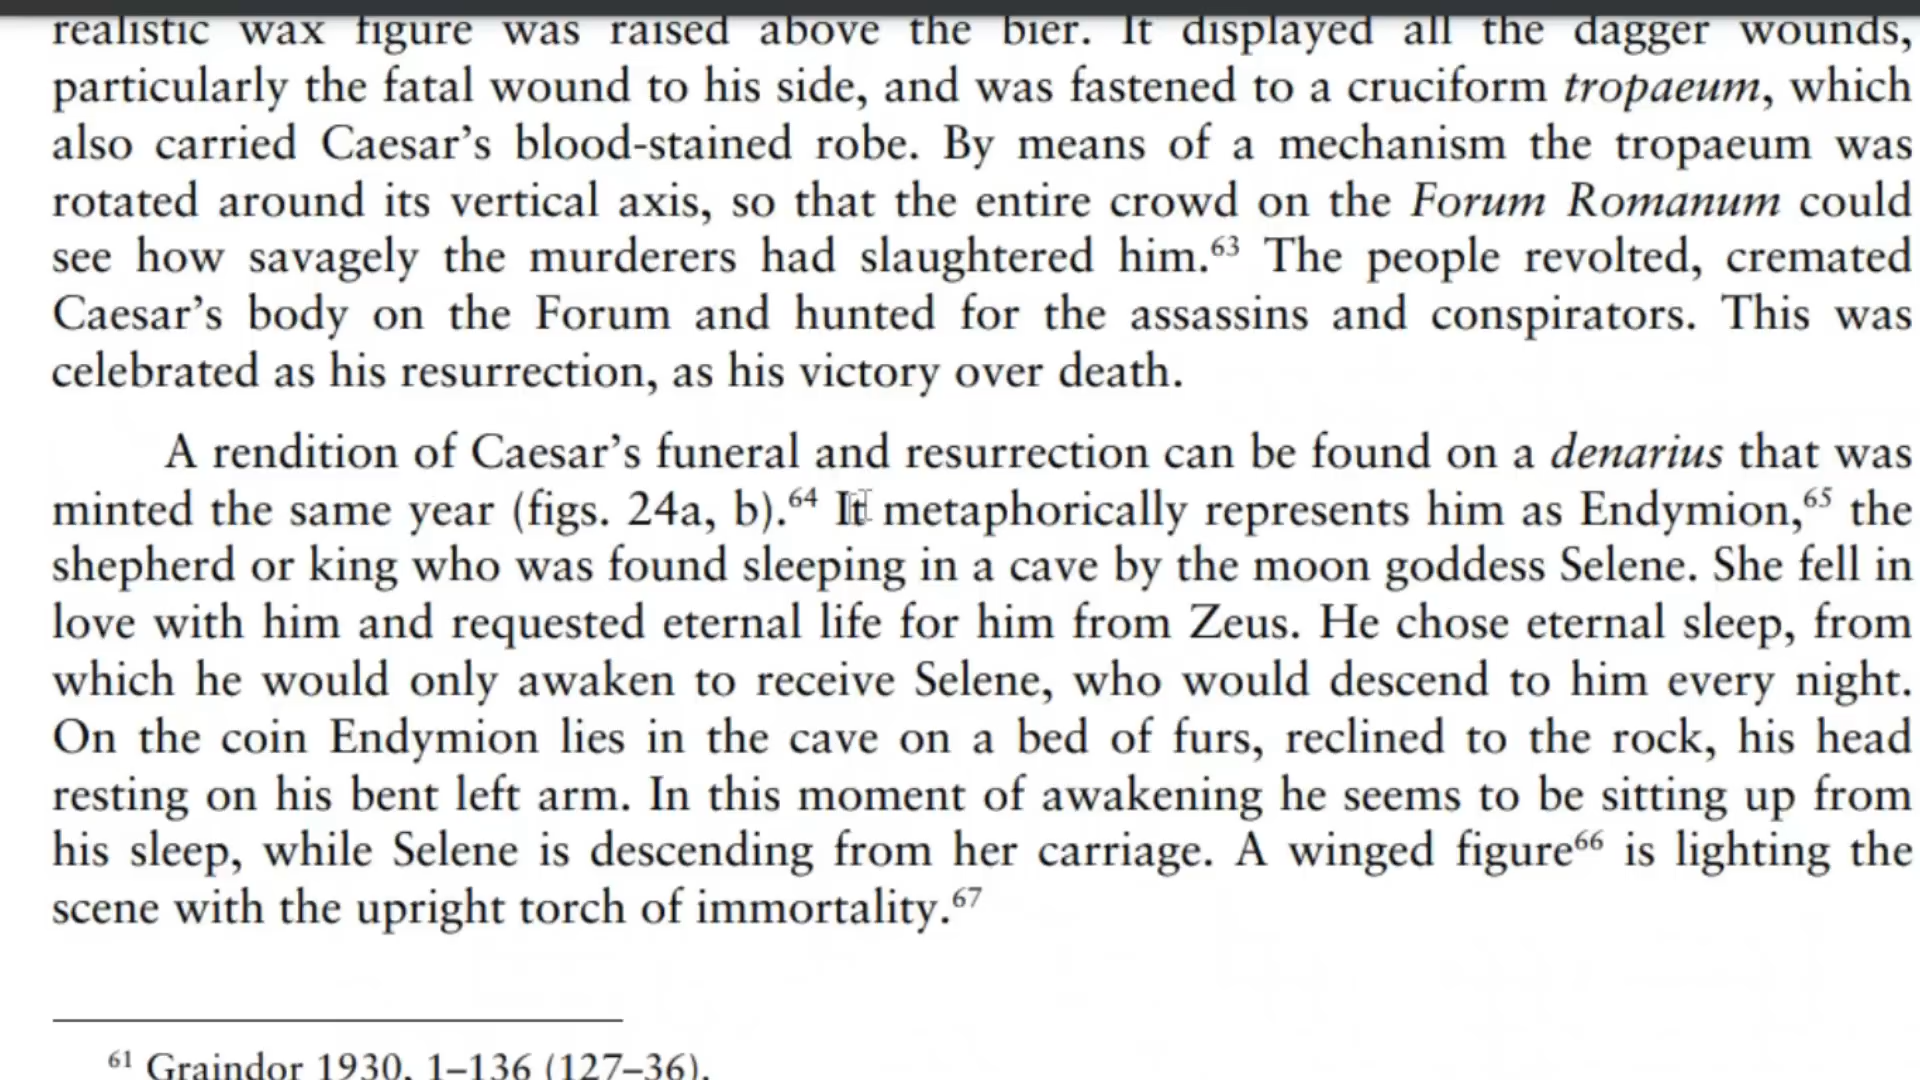 realistic wax figure was raised above the bier. It displayed all the dagger wounds,
particularly the fatal wound to his side, and was fastened to a cruciform tropaeum, which
also carried Caesar’s blood-stained robe. By means of a mechanism the tropaeum was
rotated around its vertical axis, so that the entire crowd on the Forum Romanum could
see how savagely the murderers had slaughtered him.⁶³ The people revolted, cremated
Caesar’s body on the Forum and hunted for the assassins and conspirators. This was
celebrated as his resurrection, as his victory over death.
A rendition of Caesar’s funeral and resurrection can be found on a denarius that was
minted the same year (figs. 24a, b).⁶⁴ It metaphorically represents him as Endymion,⁶⁵ the
shepherd or king who was found sleeping in a cave by the moon goddess Selene. She fell in
love with him and requested eternal life for him from Zeus. He chose eternal sleep, from
which he would only awaken to receive Selene, who would descend to him every night.
On the coin Endymion lies in the cave on a bed of furs, reclined to the rock, his head
resting on his bent left arm. In this moment of awakening he seems to be sitting up from
his sleep, while Selene is descending from her carriage. A winged figure⁶⁶ is lighting the
scene with the upright torch of immortality.⁶⁷
⁶¹ Graindor 1930, 1–136 (127–36).